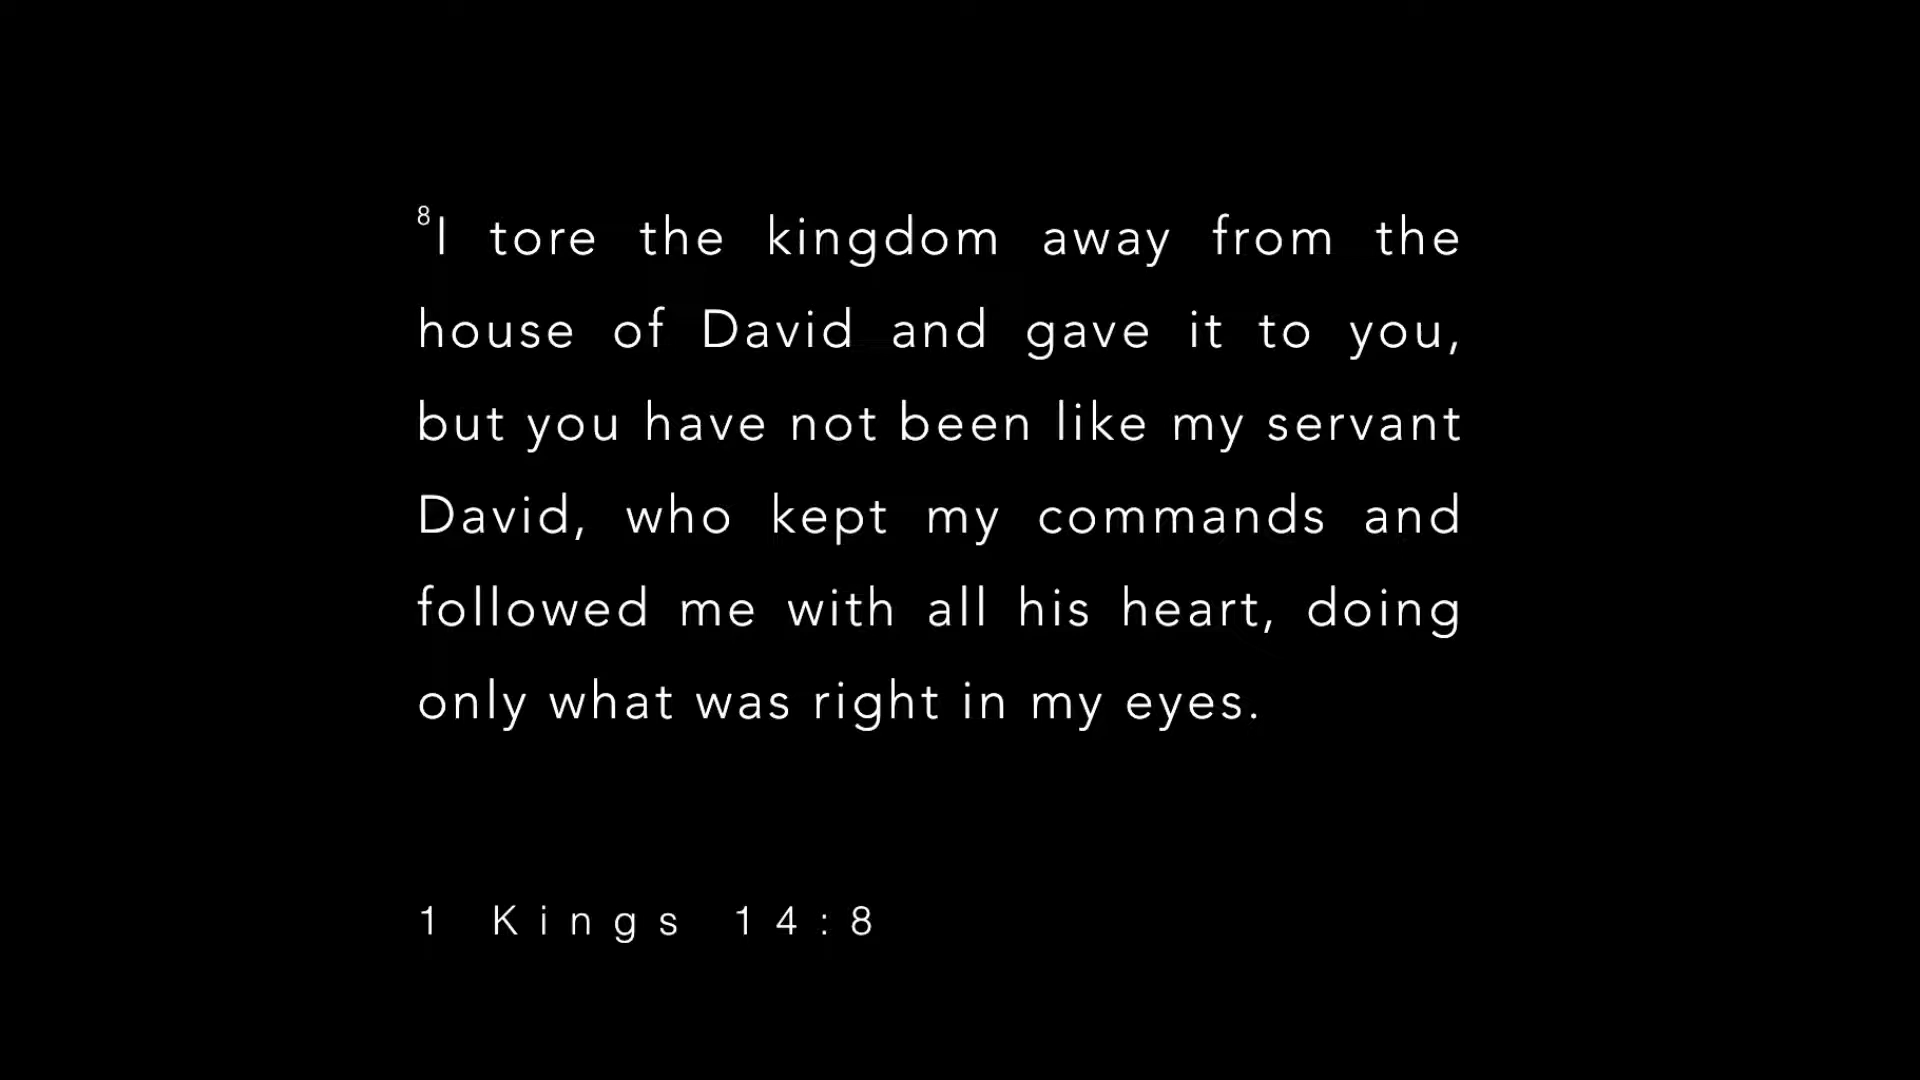 ⁸I tore the kingdom away from the
house of David and gave it to you,
but you have not been like my servant
David, who kept my commands and
followed me with all his heart, doing
only what was right in my eyes.
1 Kings 14:8